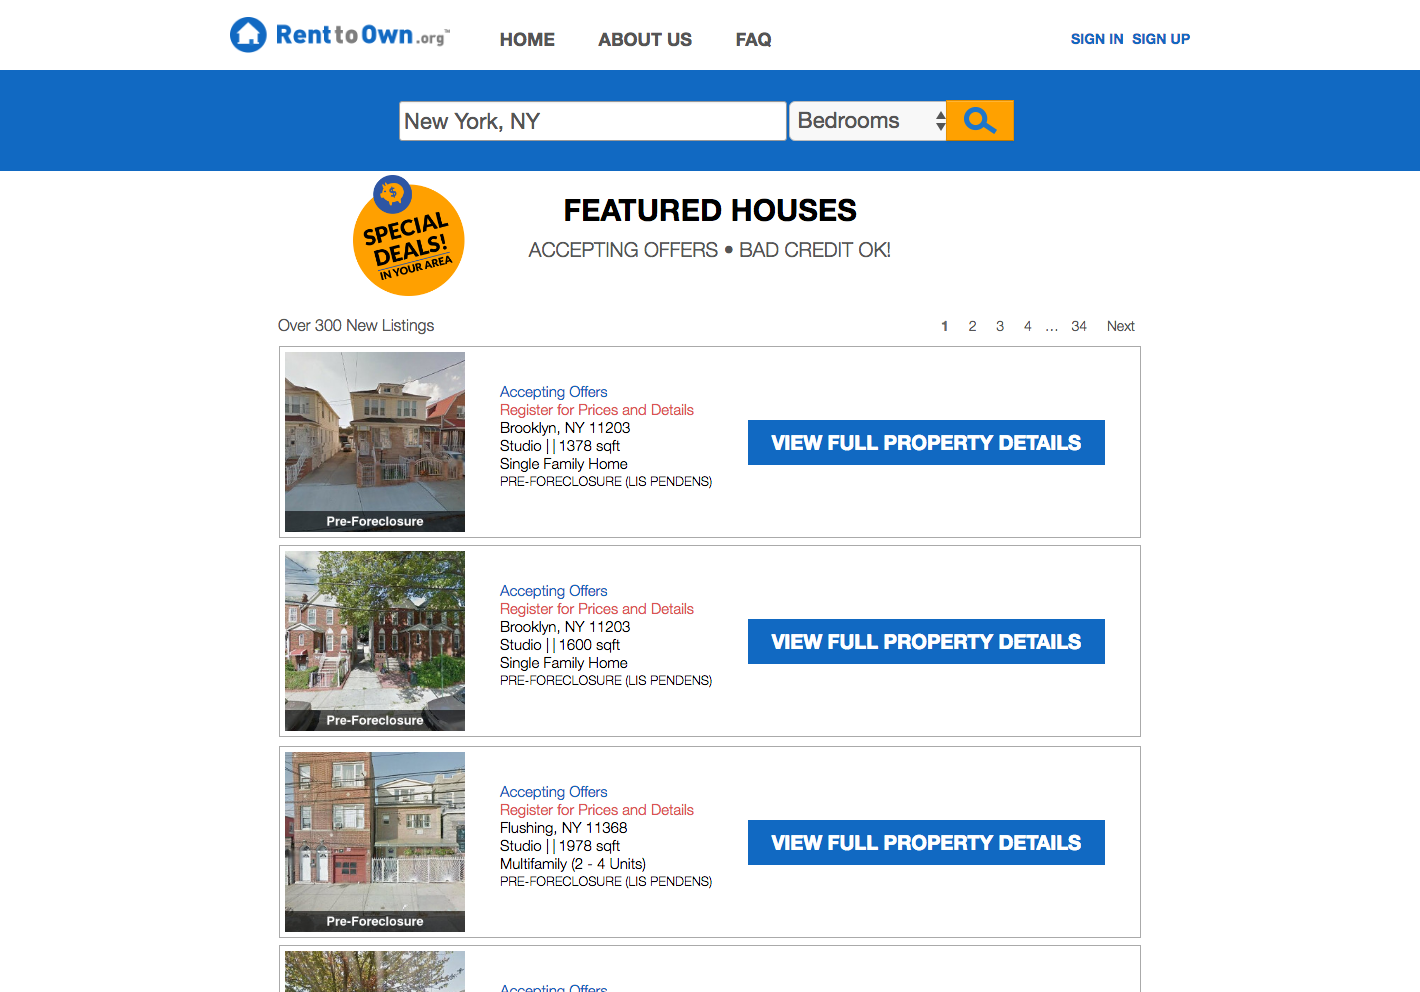 Rent to Own .org™
HOME ABOUT US FAQ
SIGN IN SIGN UP
New York, NY
Bedrooms
SPECIAL
DEALS!
IN YOUR AREA
FEATURED HOUSES
ACCEPTING OFFERS • BAD CREDIT OK!
Over 300 New Listings
1 2 3 4 ... 34 Next
Pre-Foreclosure
Accepting Offers
Register for Prices and Details
Brooklyn, NY 11203
Studio | | 1378 sqft
Single Family Home
PRE-FORECLOSURE (LIS PENDENS)
VIEW FULL PROPERTY DETAILS
Pre-Foreclosure
Accepting Offers
Register for Prices and Details
Brooklyn, NY 11203
Studio | | 1600 sqft
Single Family Home
PRE-FORECLOSURE (LIS PENDENS)
VIEW FULL PROPERTY DETAILS
Pre-Foreclosure
Accepting Offers
Register for Prices and Details
Flushing, NY 11368
Studio | | 1978 sqft
Multifamily (2 - 4 Units)
PRE-FORECLOSURE (LIS PENDENS)
VIEW FULL PROPERTY DETAILS
Accepting Offers